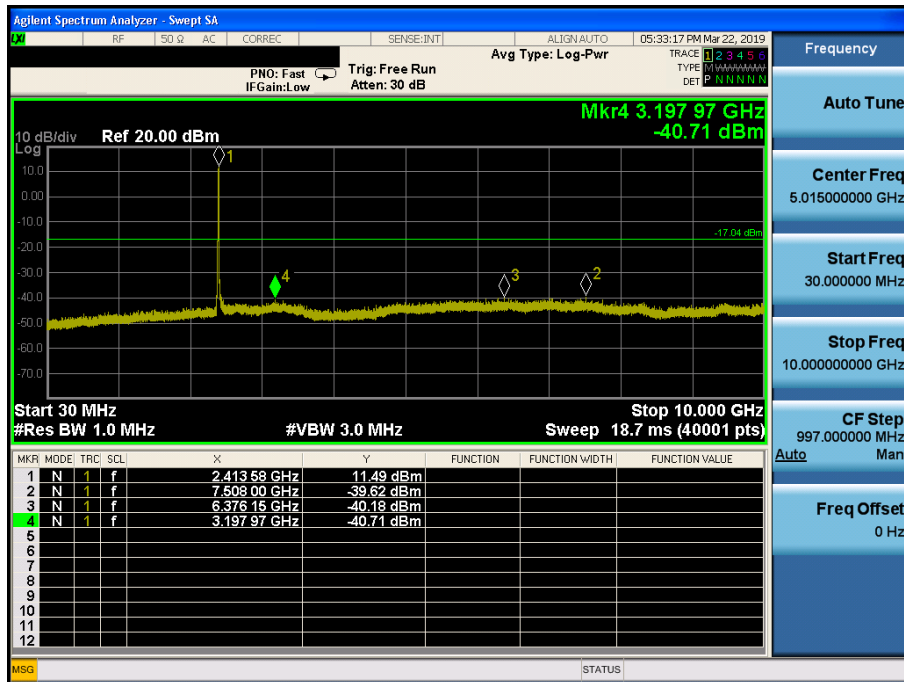 Agilent Spectrum Analyzer - Swept SA
LXI RF 50 Ω AC CORREC SENSE:INT ALIGNAUTO 05:33:17 PM Mar 22, 2019
PNO: Fast Trig: Free Run Avg Type: Log-Pwr TRACE 1 2 3 4 5 6
IFGain:Low Atten: 30 dB TYPE MWWWWW
DET P N N N N N
Mkr4 3.197 97 GHz
-40.71 dBm
10 dB/div Ref 20.00 dBm
Log
10.0
0.00
-10.0
-20.0
-30.0
-40.0
-50.0
-60.0
-70.0
1
4
3
2
-17.04 dBm
Start 30 MHz Stop 10.000 GHz
#Res BW 1.0 MHz #VBW 3.0 MHz Sweep 18.7 ms (40001 pts)
MKR MODE TRC SCL X Y FUNCTION FUNCTION WIDTH FUNCTION VALUE
1 N 1 f 2.413 58 GHz 11.49 dBm
2 N 1 f 7.508 00 GHz -39.62 dBm
3 N 1 f 6.376 15 GHz -40.18 dBm
4 N 1 f 3.197 97 GHz -40.71 dBm
5
6
7
8
9
10
11
12
MSG STATUS
Frequency
Auto Tune
Center Freq
5.015000000 GHz
Start Freq
30.000000 MHz
Stop Freq
10.000000000 GHz
CF Step
997.000000 MHz
Auto Man
Freq Offset
0 Hz